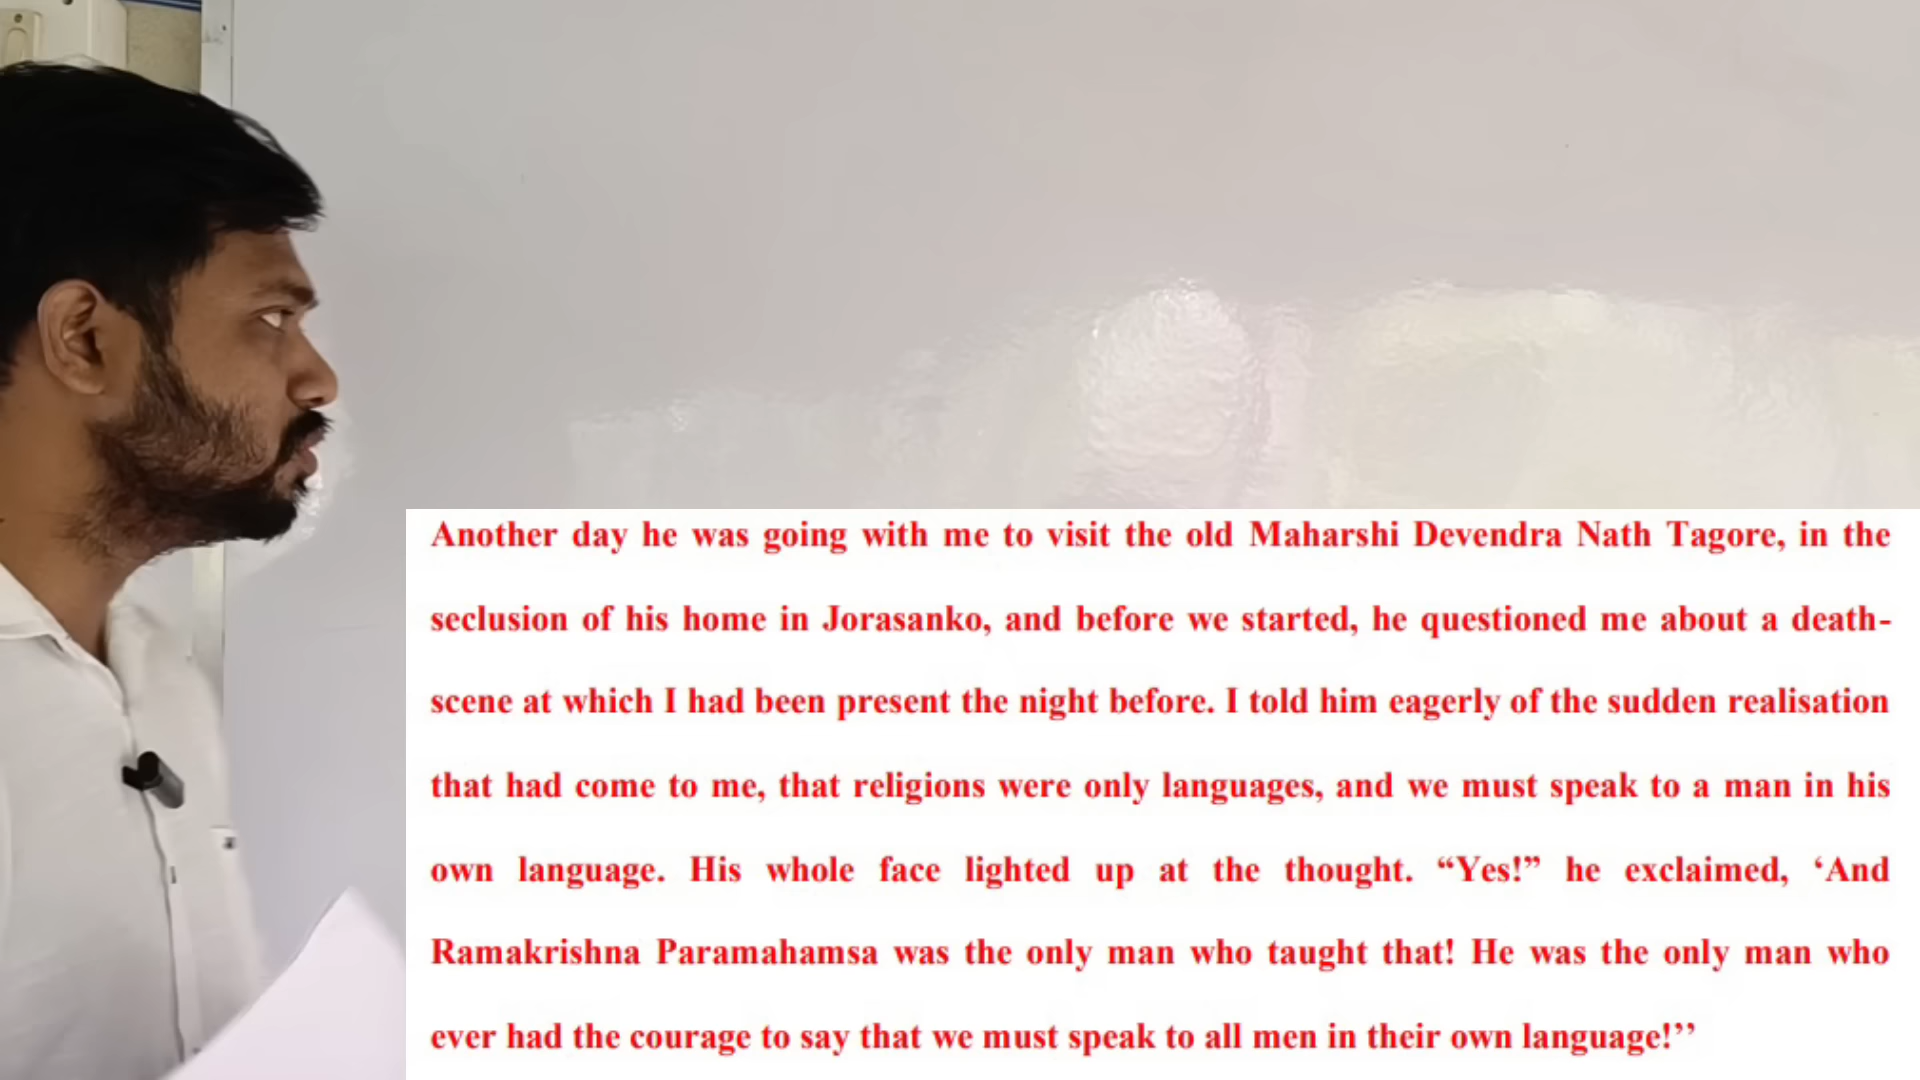 Another day he was going with me to visit the old Maharshi Devendra Nath Tagore, in the
seclusion of his home in Jorasanko, and before we started, he questioned me about a death-
scene at which I had been present the night before. I told him eagerly of the sudden realisation
that had come to me, that religions were only languages, and we must speak to a man in his
own language. His whole face lighted up at the thought. “Yes!” he exclaimed, ‘And
Ramakrishna Paramahamsa was the only man who taught that! He was the only man who
ever had the courage to say that we must speak to all men in their own language!’’